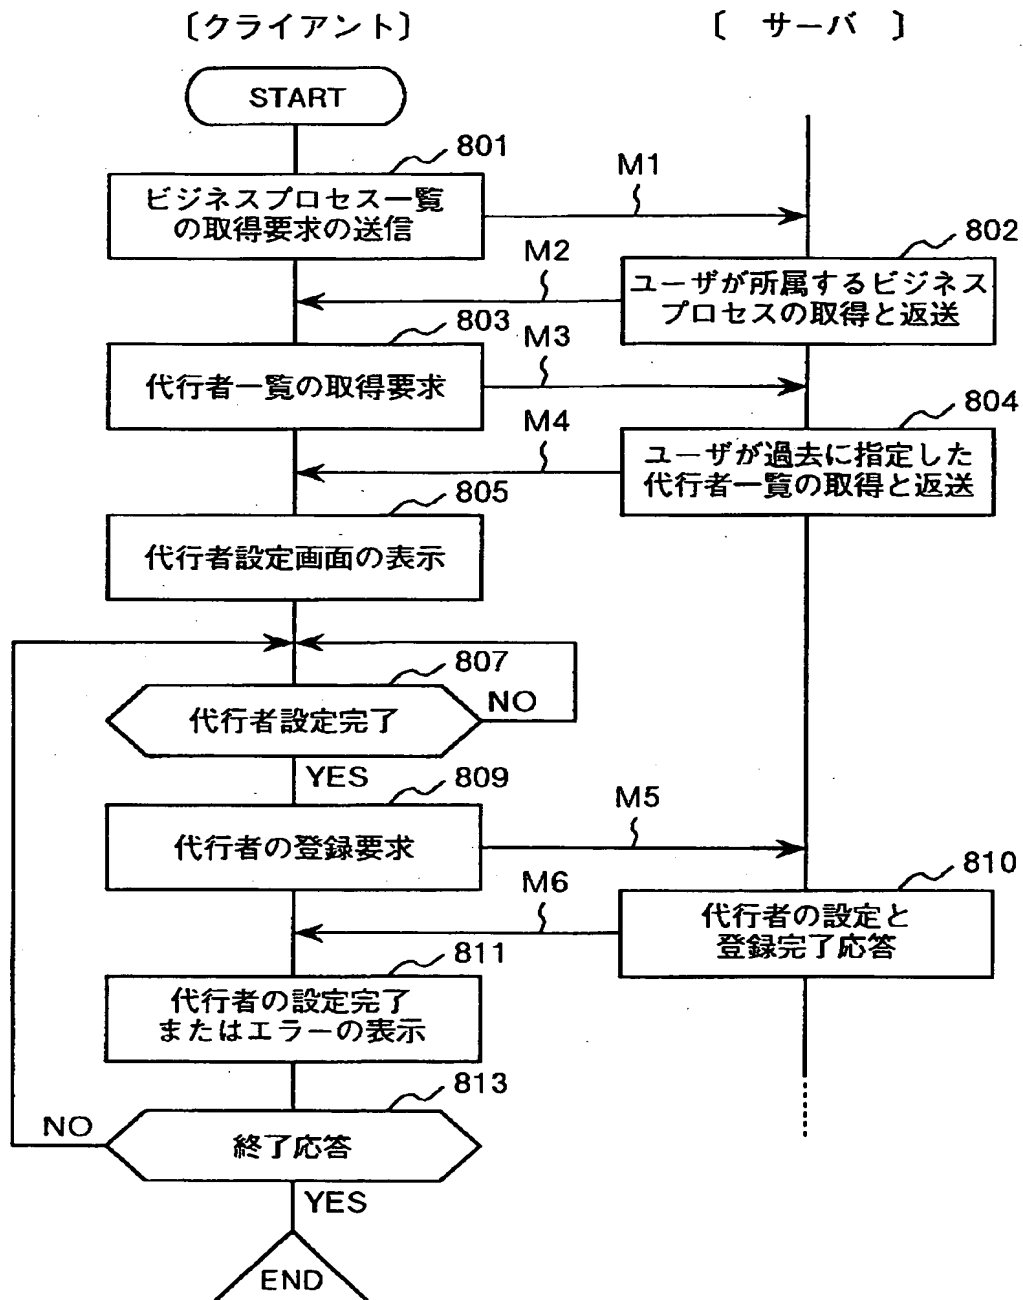 〔クライアント〕
〔 サーバ 〕
START
801
ビジネスプロセス一覧
の取得要求の送信
M1
802
ユーザが所属するビジネス
プロセスの取得と返送
M2
803
代行者一覧の取得要求
M3
804
ユーザが過去に指定した
代行者一覧の取得と返送
M4
805
代行者設定画面の表示
807
代行者設定完了
NO
YES
809
代行者の登録要求
M5
810
代行者の設定と
登録完了応答
M6
811
代行者の設定完了
またはエラーの表示
813
終了応答
NO
YES
END